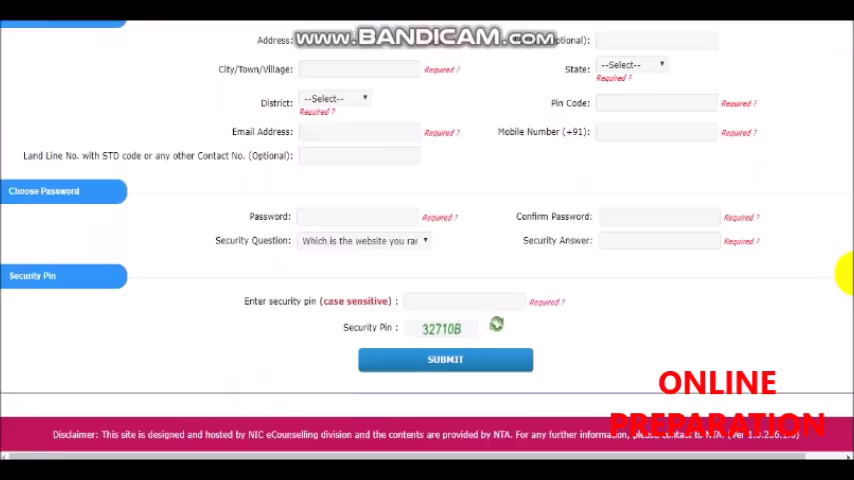 www.BANDICAM.com
Address: ptional):
City/Town/Village: Required ? State: --Select--
Required ?
District: --Select-- Pin Code: Required ?
Required ?
Email Address: Required ? Mobile Number (+91): Required ?
Land Line No. with STD code or any other Contact No. (Optional):
Choose Password
Password: Required ? Confirm Password: Required ?
Security Question: Which is the website you rar Security Answer: Required ?
Security Pin
Enter security pin (case sensitive) : Required ?
Security Pin : 32710B
SUBMIT
ONLINE
PREPARATION
Disclaimer: This site is designed and hosted by NIC eCounselling division and the contents are provided by NTA. For any further information, please contact to NTA.